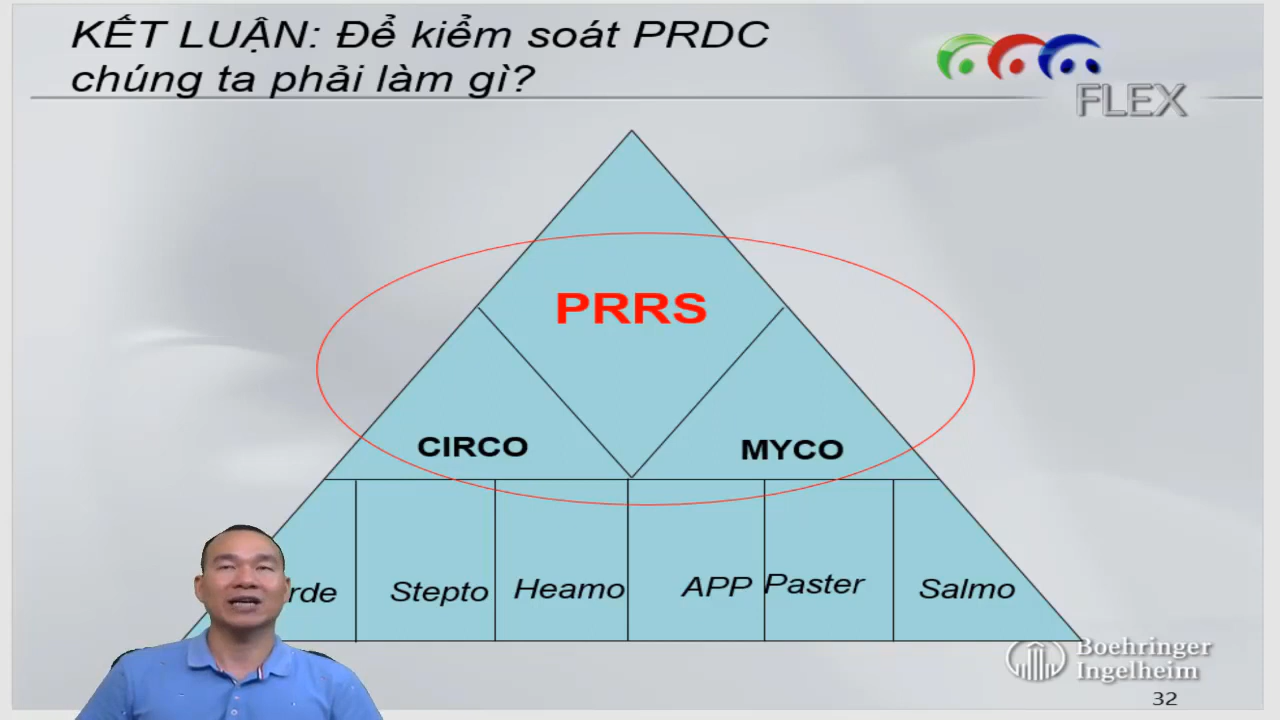 KẾT LUẬN: Để kiểm soát PRDC
chúng ta phải làm gì?
FLEX
PRRS
CIRCO
MYCO
rde Stepto Heamo APP Paster Salmo
Boehringer
Ingelheim
32